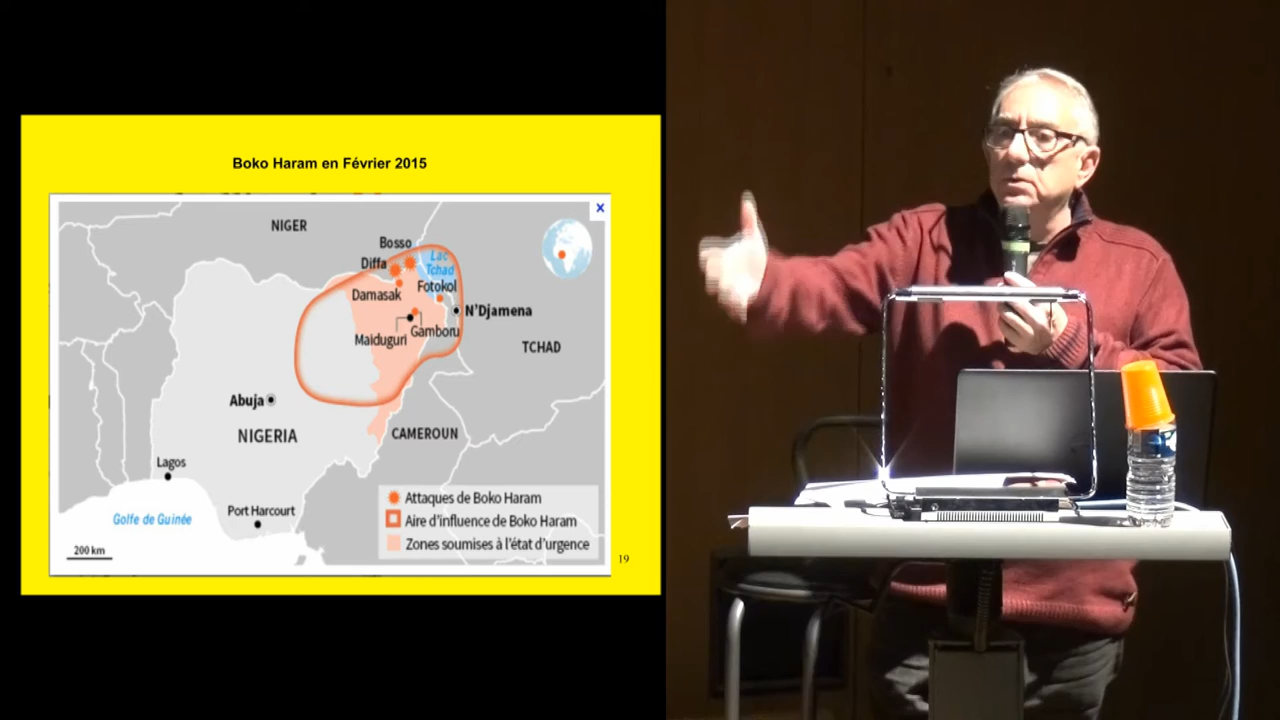 Boko Haram en Février 2015
x
NIGER
Bosso
Diffa
Lac
Tchad
Damasak
Fotokol
N'Djamena
Gamboru
Maiduguri
TCHAD
Abuja
NIGERIA
CAMEROUN
Lagos
Port Harcourt
Golfe de Guinée
Attaques de Boko Haram
Aire d'influence de Boko Haram
Zones soumises à l'état d'urgence
200 km
19